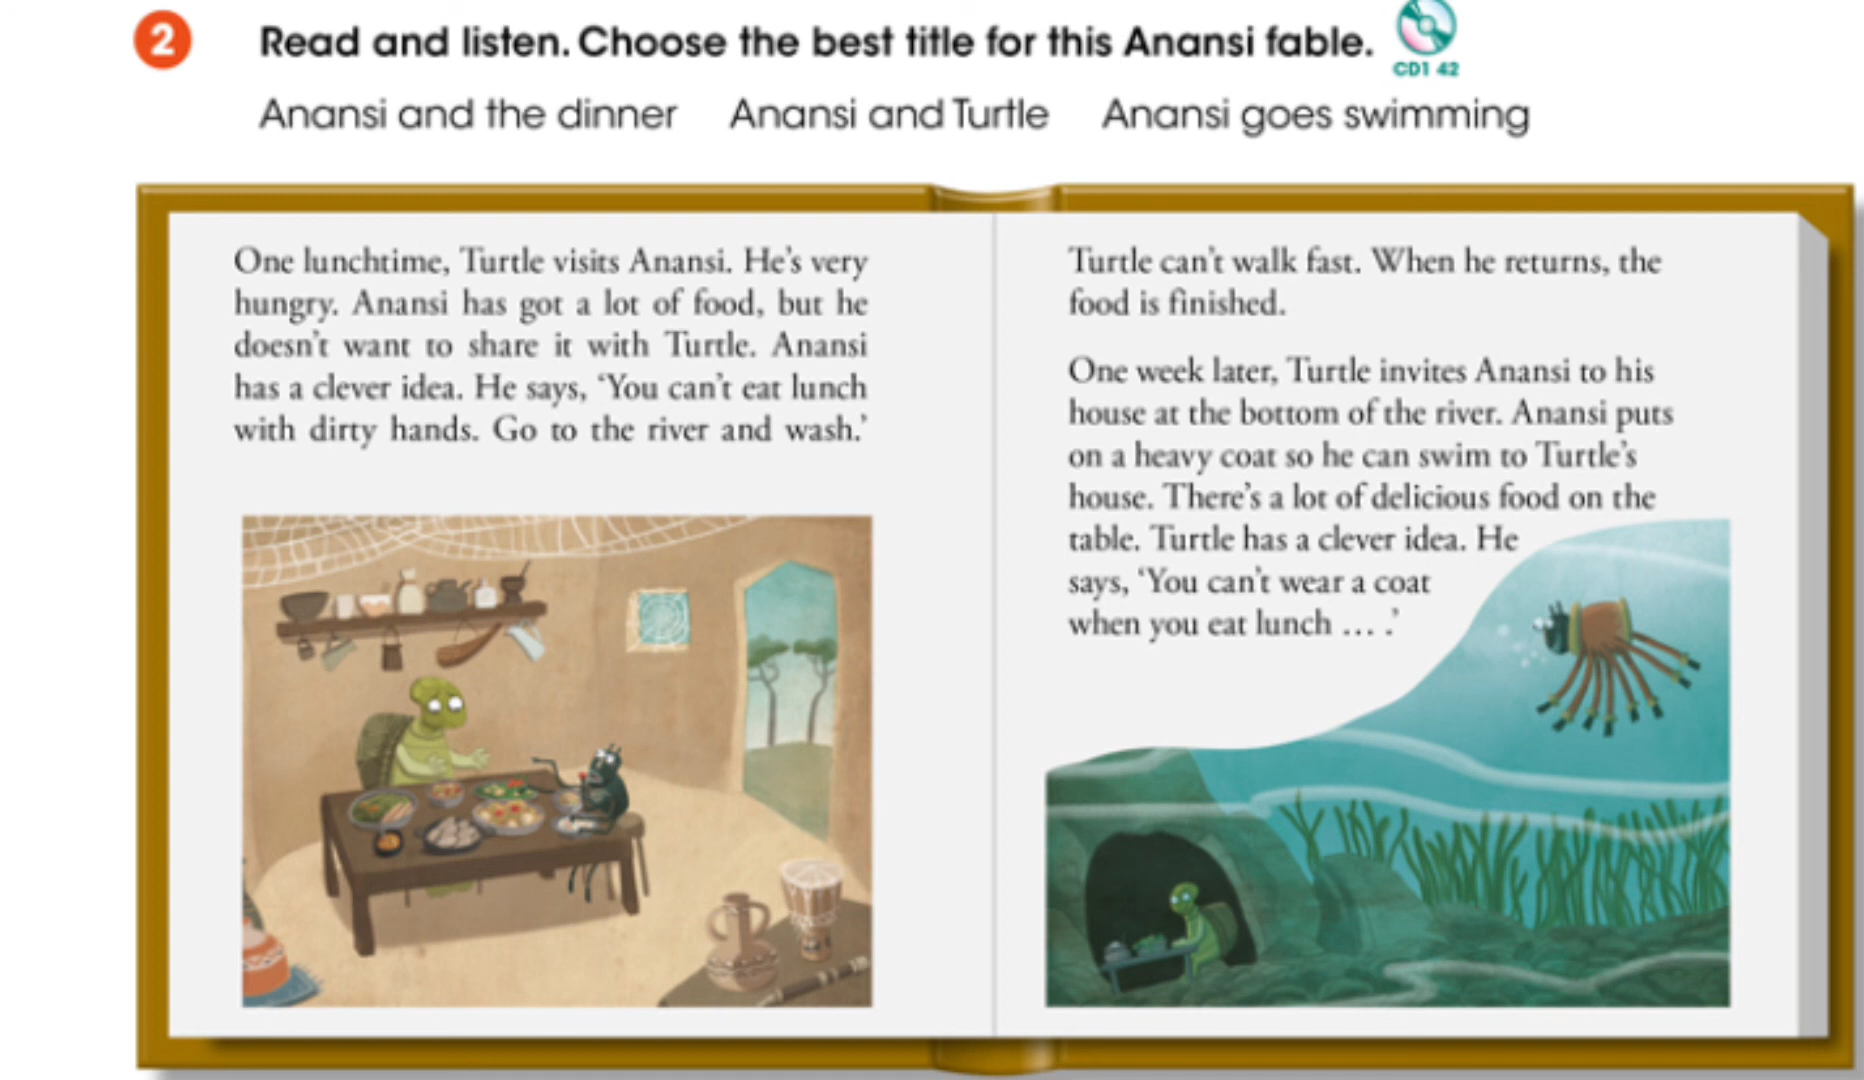 2 Read and listen. Choose the best title for this Anansi fable.
CD1 42
Anansi and the dinner Anansi and Turtle Anansi goes swimming
One lunchtime, Turtle visits Anansi. He's very
hungry. Anansi has got a lot of food, but he
doesn't want to share it with Turtle. Anansi
has a clever idea. He says, ‘You can't eat lunch
with dirty hands. Go to the river and wash.’
Turtle can't walk fast. When he returns, the
food is finished.
One week later, Turtle invites Anansi to his
house at the bottom of the river. Anansi puts
on a heavy coat so he can swim to Turtle's
house. There's a lot of delicious food on the
table. Turtle has a clever idea. He
says, ‘You can't wear a coat
when you eat lunch … .’